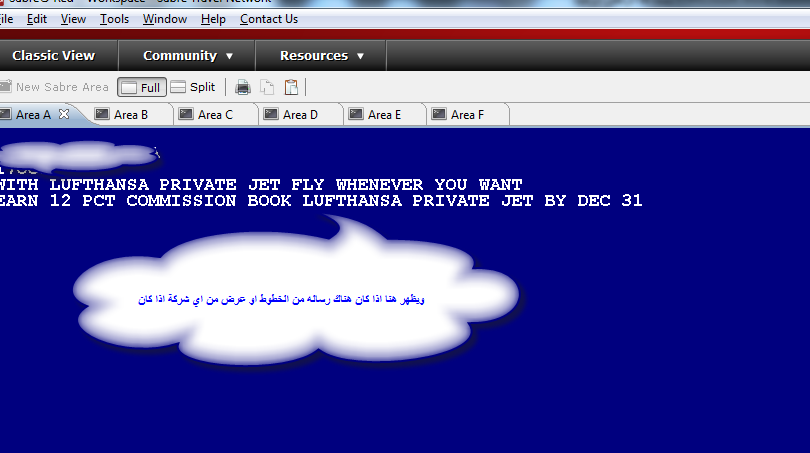 File Edit View Tools Window Help Contact Us
Classic View Community Resources
New Sabre Area Full Split
Area A Area B Area C Area D Area E Area F
WITH LUFTHANSA PRIVATE JET FLY WHENEVER YOU WANT
EARN 12 PCT COMMISSION BOOK LUFTHANSA PRIVATE JET BY DEC 31
ويظهر هنا اذا كان هناك رساله من الخطوط او عرض من اي شركة اذا كان